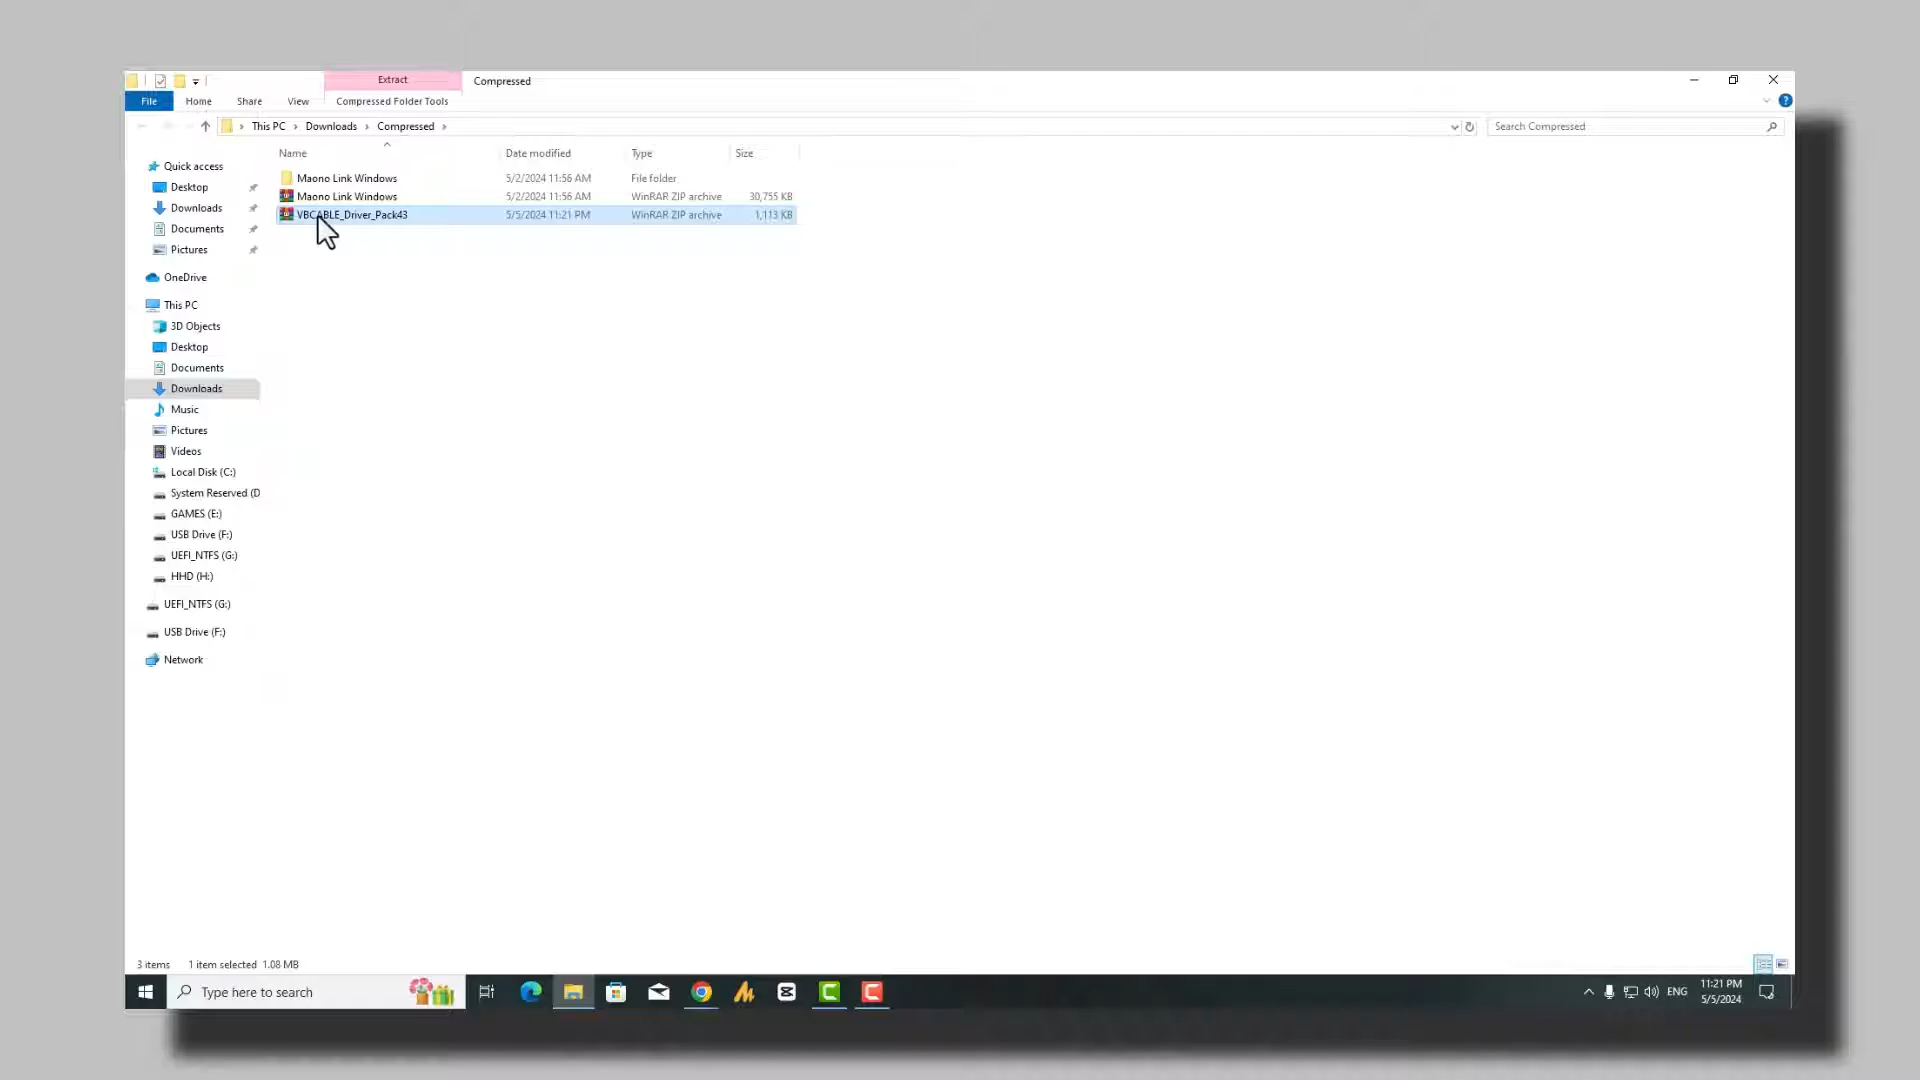 Extract
Compressed
File
Home
Share
View
Compressed Folder Tools
This PC
Downloads
Compressed
Search Compressed
Name
Date modified
Type
Size
Maono Link Windows
5/2/2024 11:56 AM
File folder
Maono Link Windows
5/2/2024 11:56 AM
WinRAR ZIP archive
30,755 KB
VBCABLE_Driver_Pack43
5/5/2024 11:21 PM
WinRAR ZIP archive
1,113 KB
Quick access
Desktop
Downloads
Documents
Pictures
OneDrive
This PC
3D Objects
Desktop
Documents
Downloads
Music
Pictures
Videos
Local Disk (C:)
System Reserved (D
GAMES (E:)
USB Drive (F:)
UEFI_NTFS (G:)
HHD (H:)
UEFI_NTFS (G:)
USB Drive (F:)
Network
3 items
1 item selected 1.08 MB
Type here to search
ENG
11:21 PM
5/5/2024